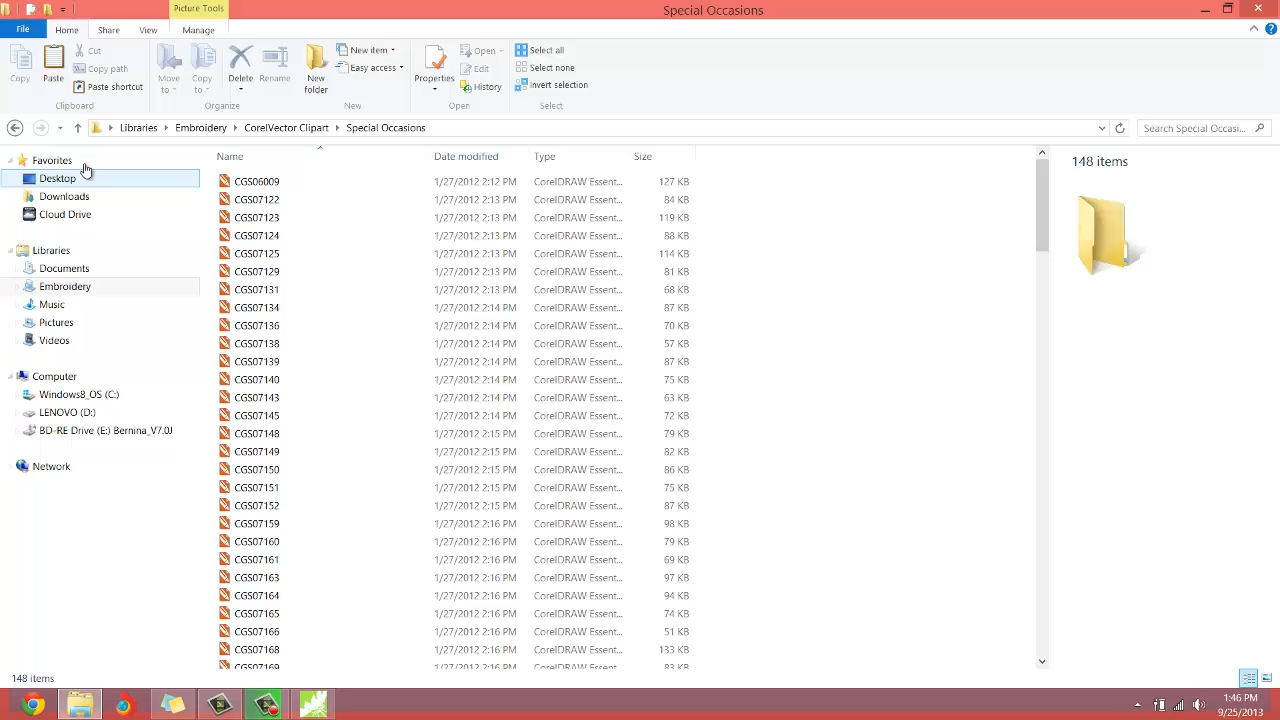 Picture Tools
Special Occasions
File
Home
Share
View
Manage
Copy
Paste
Cut
Copy path
Paste shortcut
Clipboard
Move to
Copy to
Delete
Rename
Organize
New folder
New item
Easy access
New
Properties
Open
Edit
History
Open
Select all
Select none
Invert selection
Select
Libraries
Embroidery
CorelVector Clipart
Special Occasions
Search Special Occasi...
Favorites
Desktop
Downloads
Cloud Drive
Libraries
Documents
Embroidery
Music
Pictures
Videos
Computer
Windows8_OS (C:)
LENOVO (D:)
BD-RE Drive (E:) Bernina_V7.0J
Network
Name Date modified Type Size
CGS06009 1/27/2012 2:12 PM CorelDRAW Essent... 127 KB
CGS07122 1/27/2012 2:13 PM CorelDRAW Essent... 84 KB
CGS07123 1/27/2012 2:13 PM CorelDRAW Essent... 119 KB
CGS07124 1/27/2012 2:13 PM CorelDRAW Essent... 88 KB
CGS07125 1/27/2012 2:13 PM CorelDRAW Essent... 114 KB
CGS07129 1/27/2012 2:13 PM CorelDRAW Essent... 81 KB
CGS07131 1/27/2012 2:13 PM CorelDRAW Essent... 68 KB
CGS07134 1/27/2012 2:14 PM CorelDRAW Essent... 87 KB
CGS07136 1/27/2012 2:14 PM CorelDRAW Essent... 70 KB
CGS07138 1/27/2012 2:14 PM CorelDRAW Essent... 57 KB
CGS07139 1/27/2012 2:14 PM CorelDRAW Essent... 87 KB
CGS07140 1/27/2012 2:14 PM CorelDRAW Essent... 75 KB
CGS07143 1/27/2012 2:14 PM CorelDRAW Essent... 63 KB
CGS07145 1/27/2012 2:14 PM CorelDRAW Essent... 72 KB
CGS07148 1/27/2012 2:15 PM CorelDRAW Essent... 79 KB
CGS07149 1/27/2012 2:15 PM CorelDRAW Essent... 82 KB
CGS07150 1/27/2012 2:15 PM CorelDRAW Essent... 86 KB
CGS07151 1/27/2012 2:15 PM CorelDRAW Essent... 75 KB
CGS07152 1/27/2012 2:15 PM CorelDRAW Essent... 87 KB
CGS07159 1/27/2012 2:16 PM CorelDRAW Essent... 98 KB
CGS07160 1/27/2012 2:16 PM CorelDRAW Essent... 79 KB
CGS07161 1/27/2012 2:16 PM CorelDRAW Essent... 69 KB
CGS07163 1/27/2012 2:16 PM CorelDRAW Essent... 97 KB
CGS07164 1/27/2012 2:16 PM CorelDRAW Essent... 94 KB
CGS07165 1/27/2012 2:16 PM CorelDRAW Essent... 74 KB
CGS07166 1/27/2012 2:16 PM CorelDRAW Essent... 51 KB
CGS07168 1/27/2012 2:16 PM CorelDRAW Essent... 133 KB
CGS07169 1/27/2012 2:16 PM CorelDRAW Essent... 83 KB
148 items
148 items
1:46 PM
9/25/2013